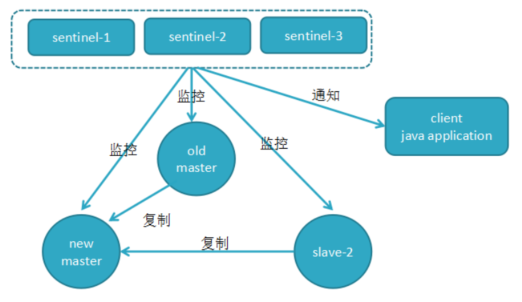 sentinel-1
sentinel-2
sentinel-3
监控
通知
client
java application
监控
监控
old
master
复制
复制
new
master
slave-2